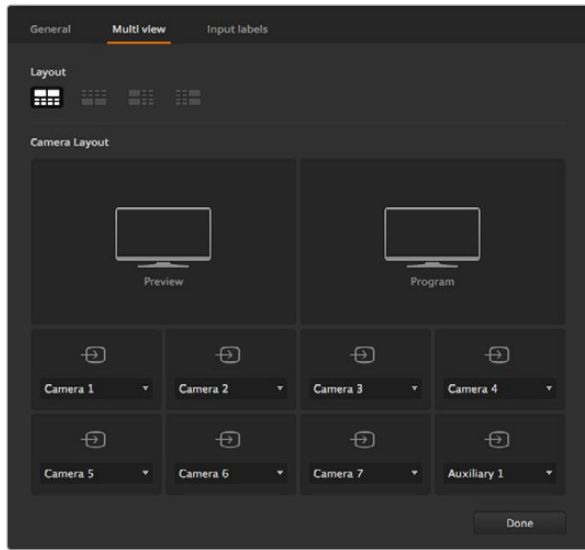 General Multi view Input labels
Layout
Camera Layout
Preview Program
Camera 1 Camera 2 Camera 3 Camera 4
Camera 5 Camera 6 Camera 7 Auxiliary 1
Done